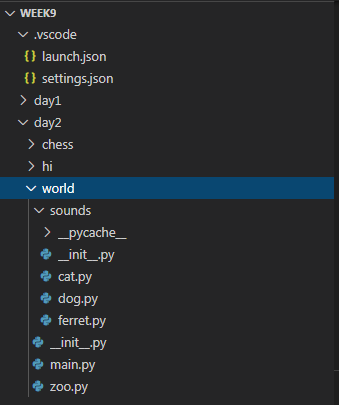 WEEK9
.vscode
{} launch.json
{} settings.json
day1
day2
chess
hi
world
sounds
__pycache__
__init__.py
cat.py
dog.py
ferret.py
__init__.py
main.py
zoo.py